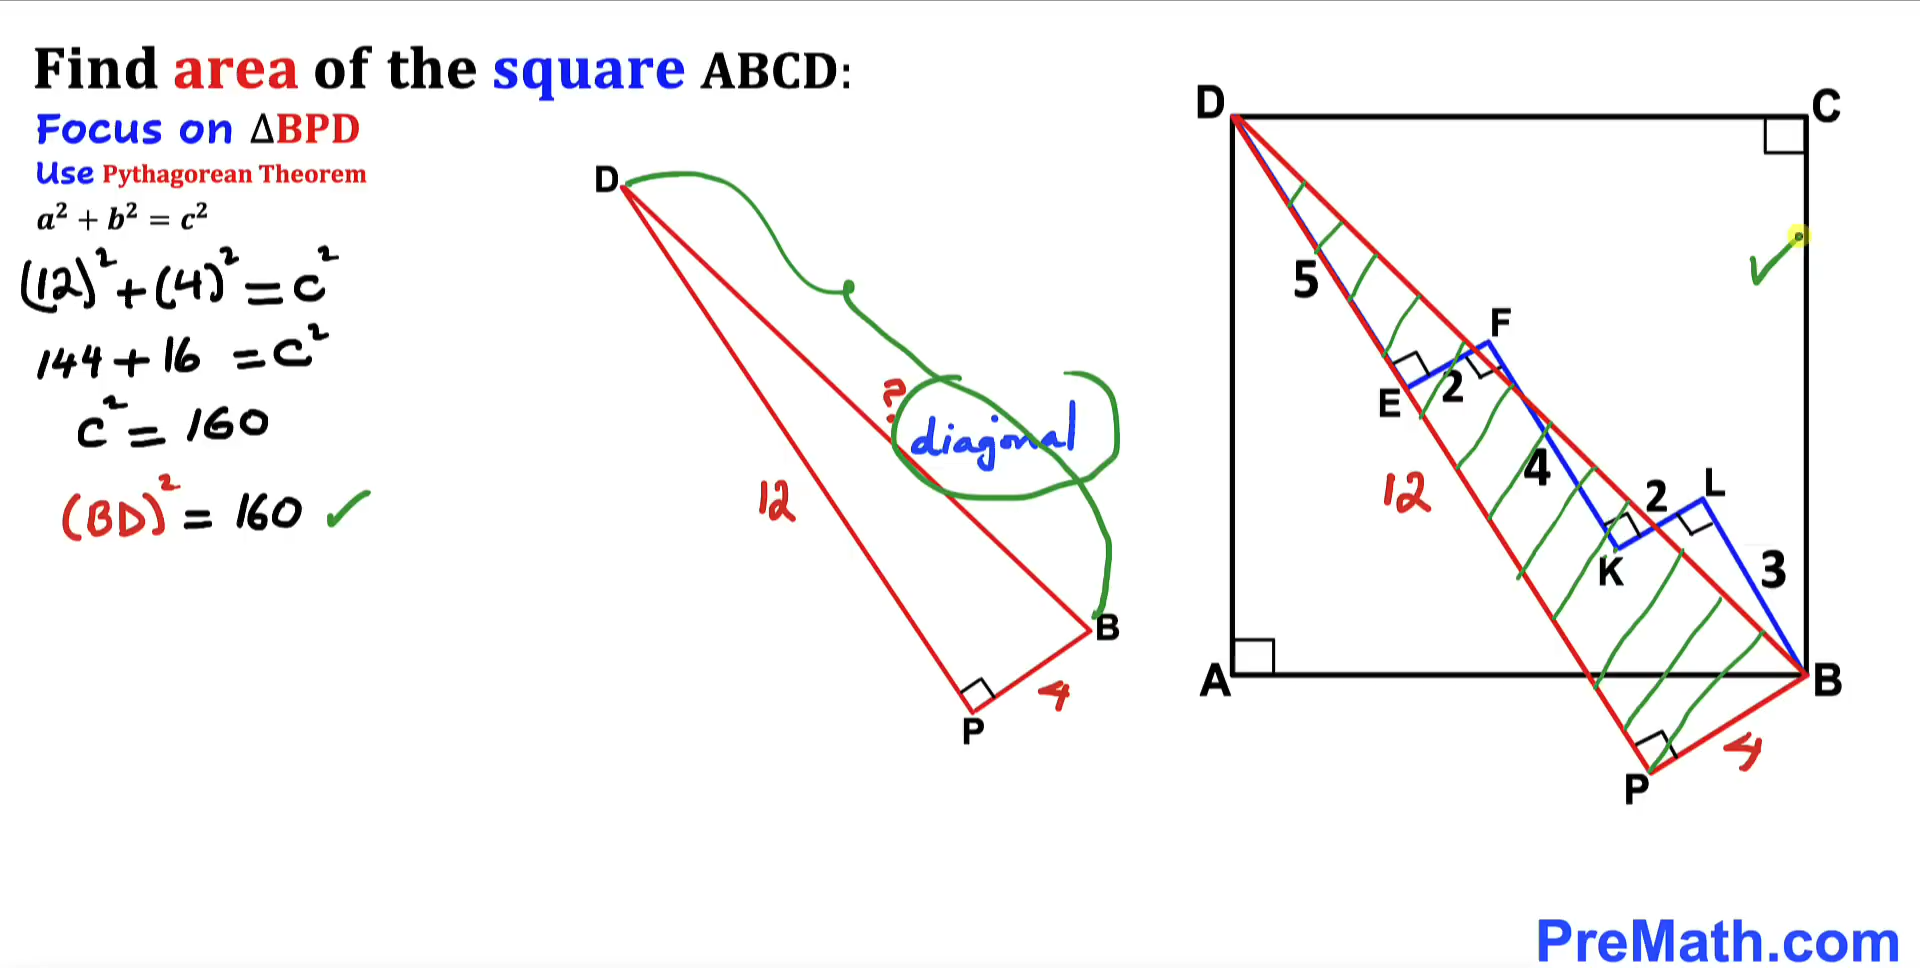 Find area of the square ABCD:
Focus on ΔBPD
Use Pythagorean Theorem
a² + b² = c²
(12)² + (4)² = c²
144 + 16 = c²
c² = 160
(BD)² = 160 ✓
D
?
diagonal
12
B
4
P
D
C
5
F
E
2
4
12
2
L
K
3
A
B
4
P
PreMath.com